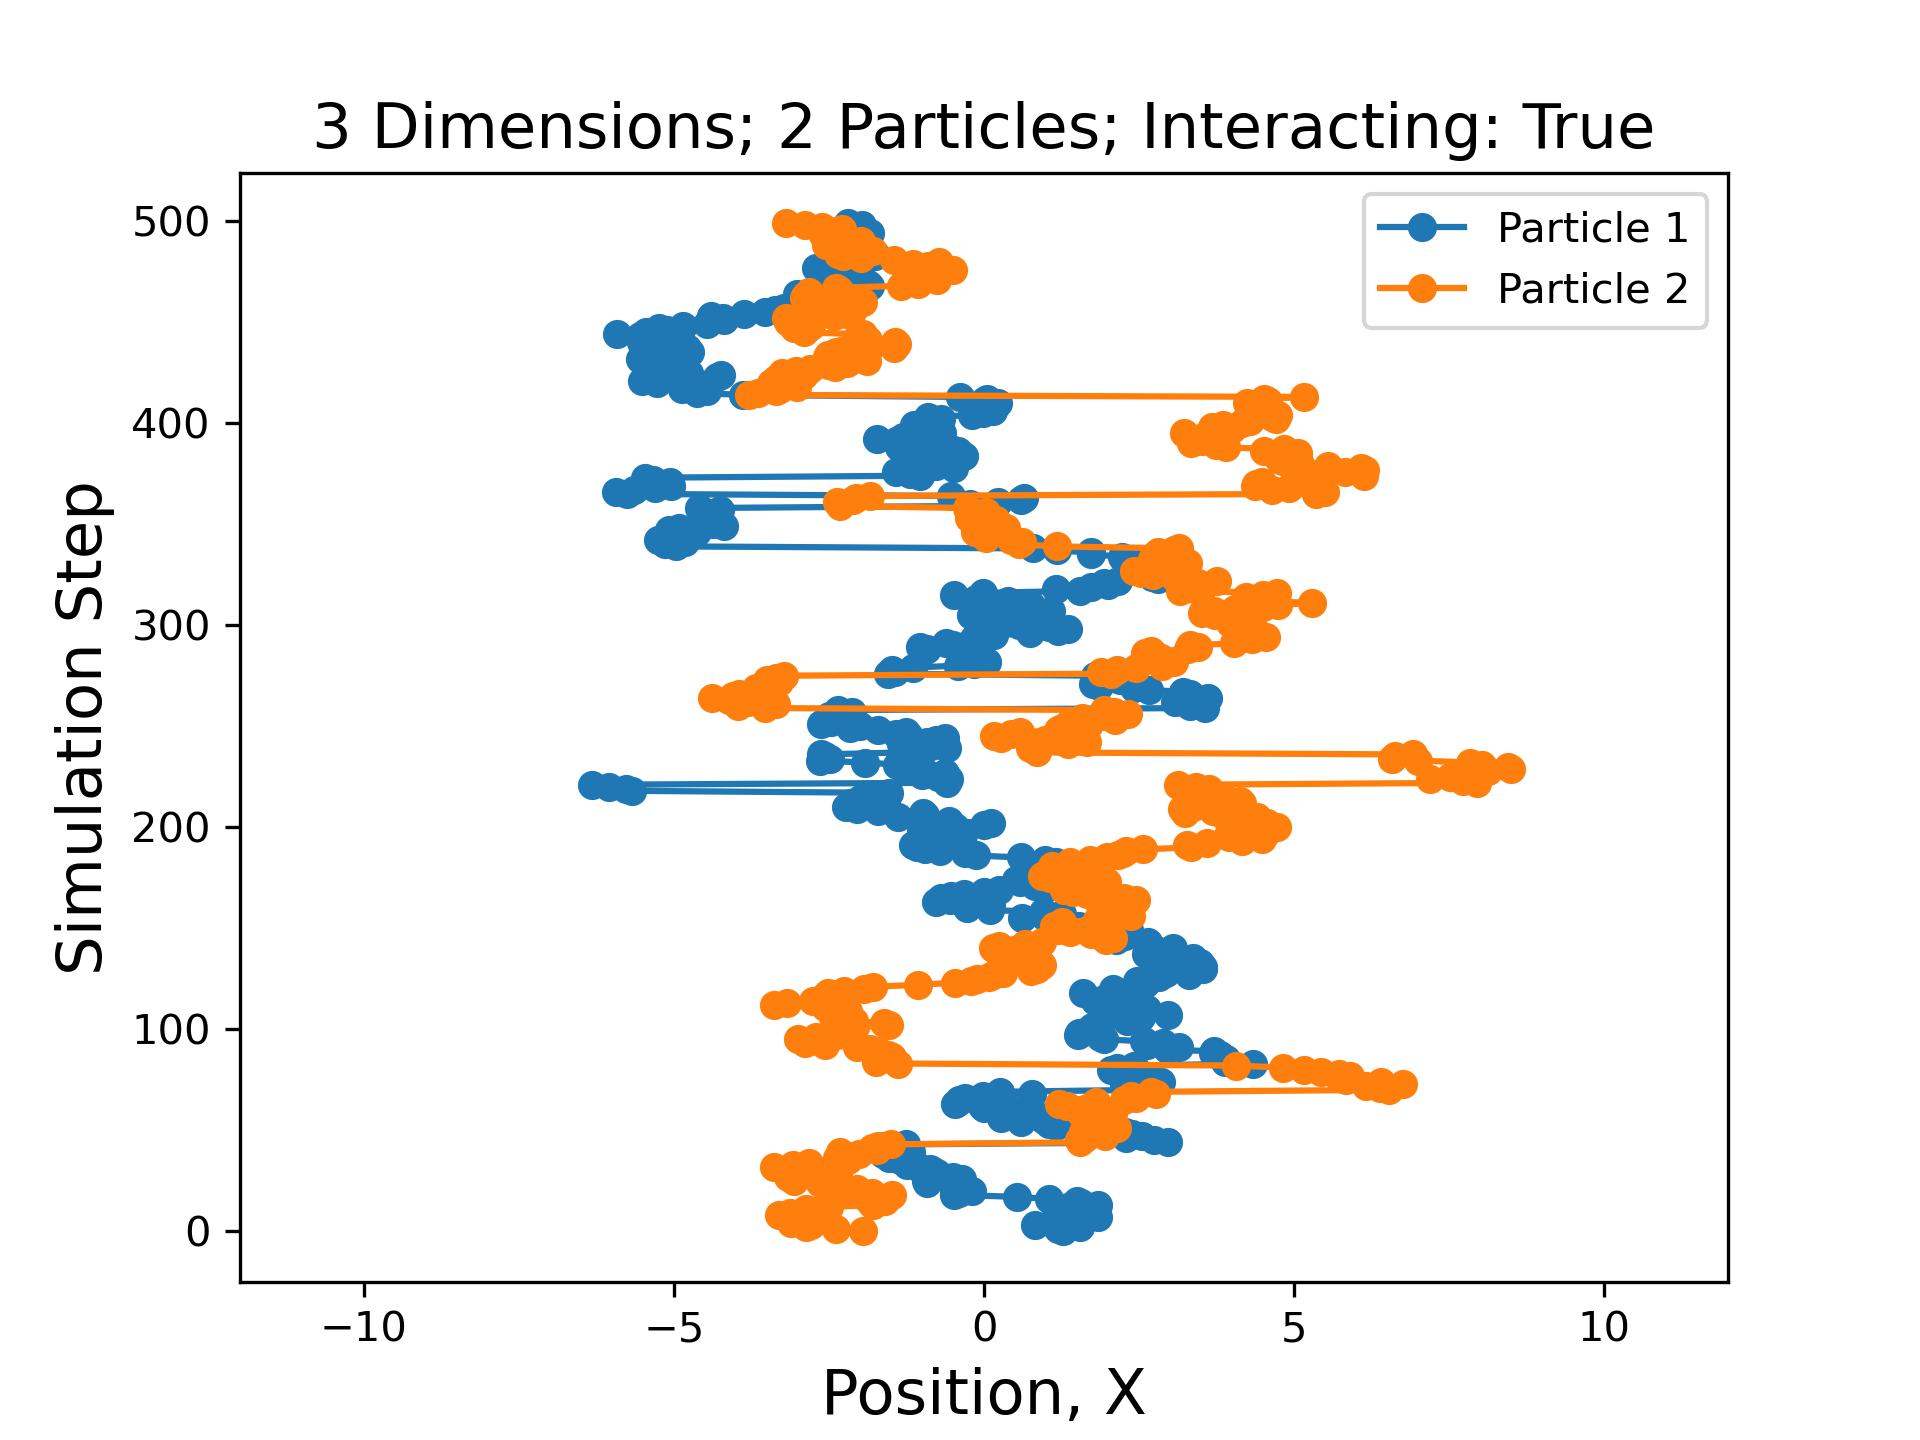 3 Dimensions; 2 Particles; Interacting: True
Particle 1
Particle 2
500
400
300
200
100
0
Simulation Step
−10
−5
0
5
10
Position, X